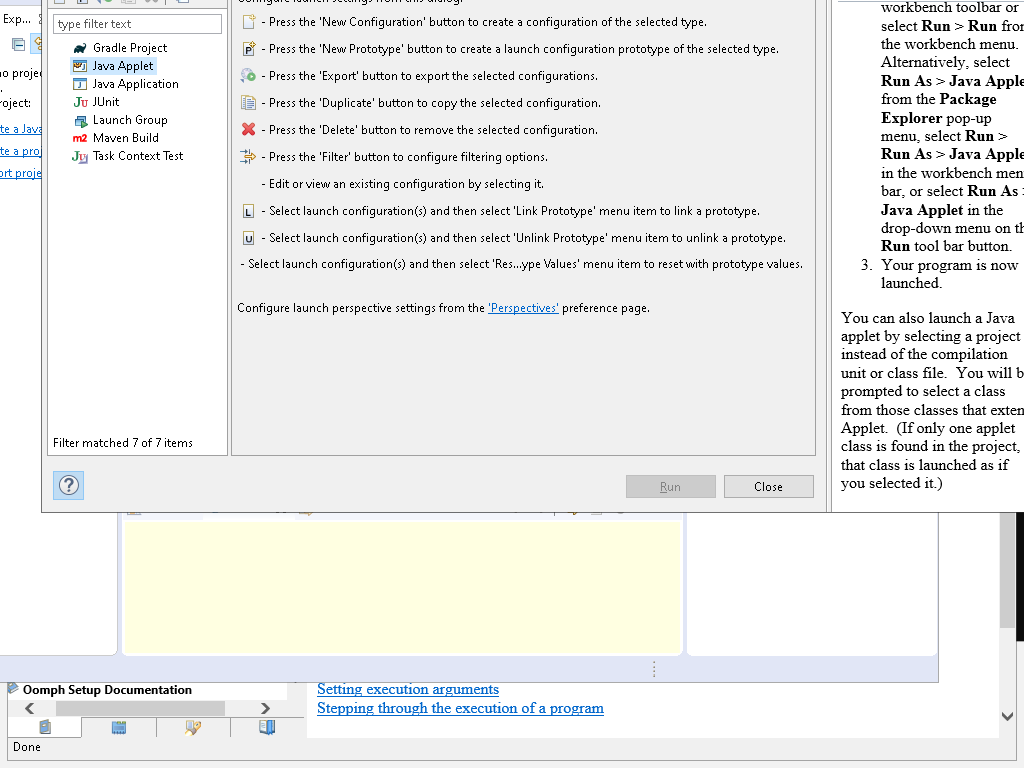 Configure launch settings from this dialog:
- Press the 'New Configuration' button to create a configuration of the selected type.
- Press the 'New Prototype' button to create a launch configuration prototype of the selected type.
- Press the 'Export' button to export the selected configurations.
- Press the 'Duplicate' button to copy the selected configuration.
- Press the 'Delete' button to remove the selected configuration.
- Press the 'Filter' button to configure filtering options.
- Edit or view an existing configuration by selecting it.
L - Select launch configuration(s) and then select 'Link Prototype' menu item to link a prototype.
U - Select launch configuration(s) and then select 'Unlink Prototype' menu item to unlink a prototype.
- Select launch configuration(s) and then select 'Res...ype Values' menu item to reset with prototype values.
Configure launch perspective settings from the 'Perspectives' preference page.
Exp...
type filter text
Gradle Project
Java Applet
Java Application
Ju JUnit
Launch Group
m2 Maven Build
Task Context Test
Filter matched 7 of 7 items
?
Run
Close
no proje
roject:
te a Java
te a pro
ort proje
workbench toolbar or
select Run > Run from
the workbench menu.
Alternatively, select
Run As > Java Apple
from the Package
Explorer pop-up
menu, select Run >
Run As > Java Apple
in the workbench men
bar, or select Run As >
Java Applet in the
drop-down menu on th
Run tool bar button.
3. Your program is now
launched.
You can also launch a Java
applet by selecting a project
instead of the compilation
unit or class file. You will b
prompted to select a class
from those classes that exten
Applet. (If only one applet
class is found in the project,
that class is launched as if
you selected it.)
Oomph Setup Documentation
Setting execution arguments
Stepping through the execution of a program
Done